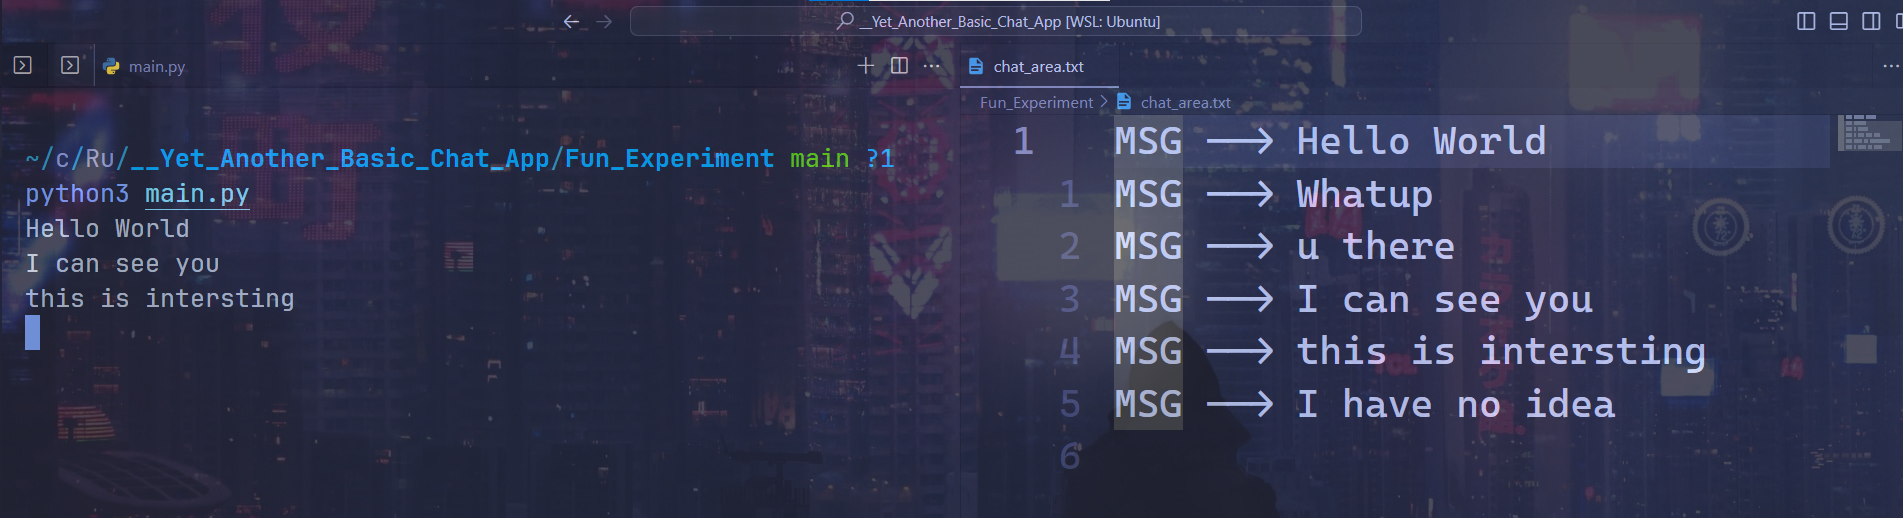 __Yet_Another_Basic_Chat_App [WSL: Ubuntu]
main.py
~/c/Ru/__Yet_Another_Basic_Chat_App/Fun_Experiment main ?1
python3 main.py
Hello World
I can see you
this is intersting
chat_area.txt
Fun_Experiment > chat_area.txt
1 MSG ⟶ Hello World
1 MSG ⟶ Whatup
2 MSG ⟶ u there
3 MSG ⟶ I can see you
4 MSG ⟶ this is intersting
5 MSG ⟶ I have no idea
6